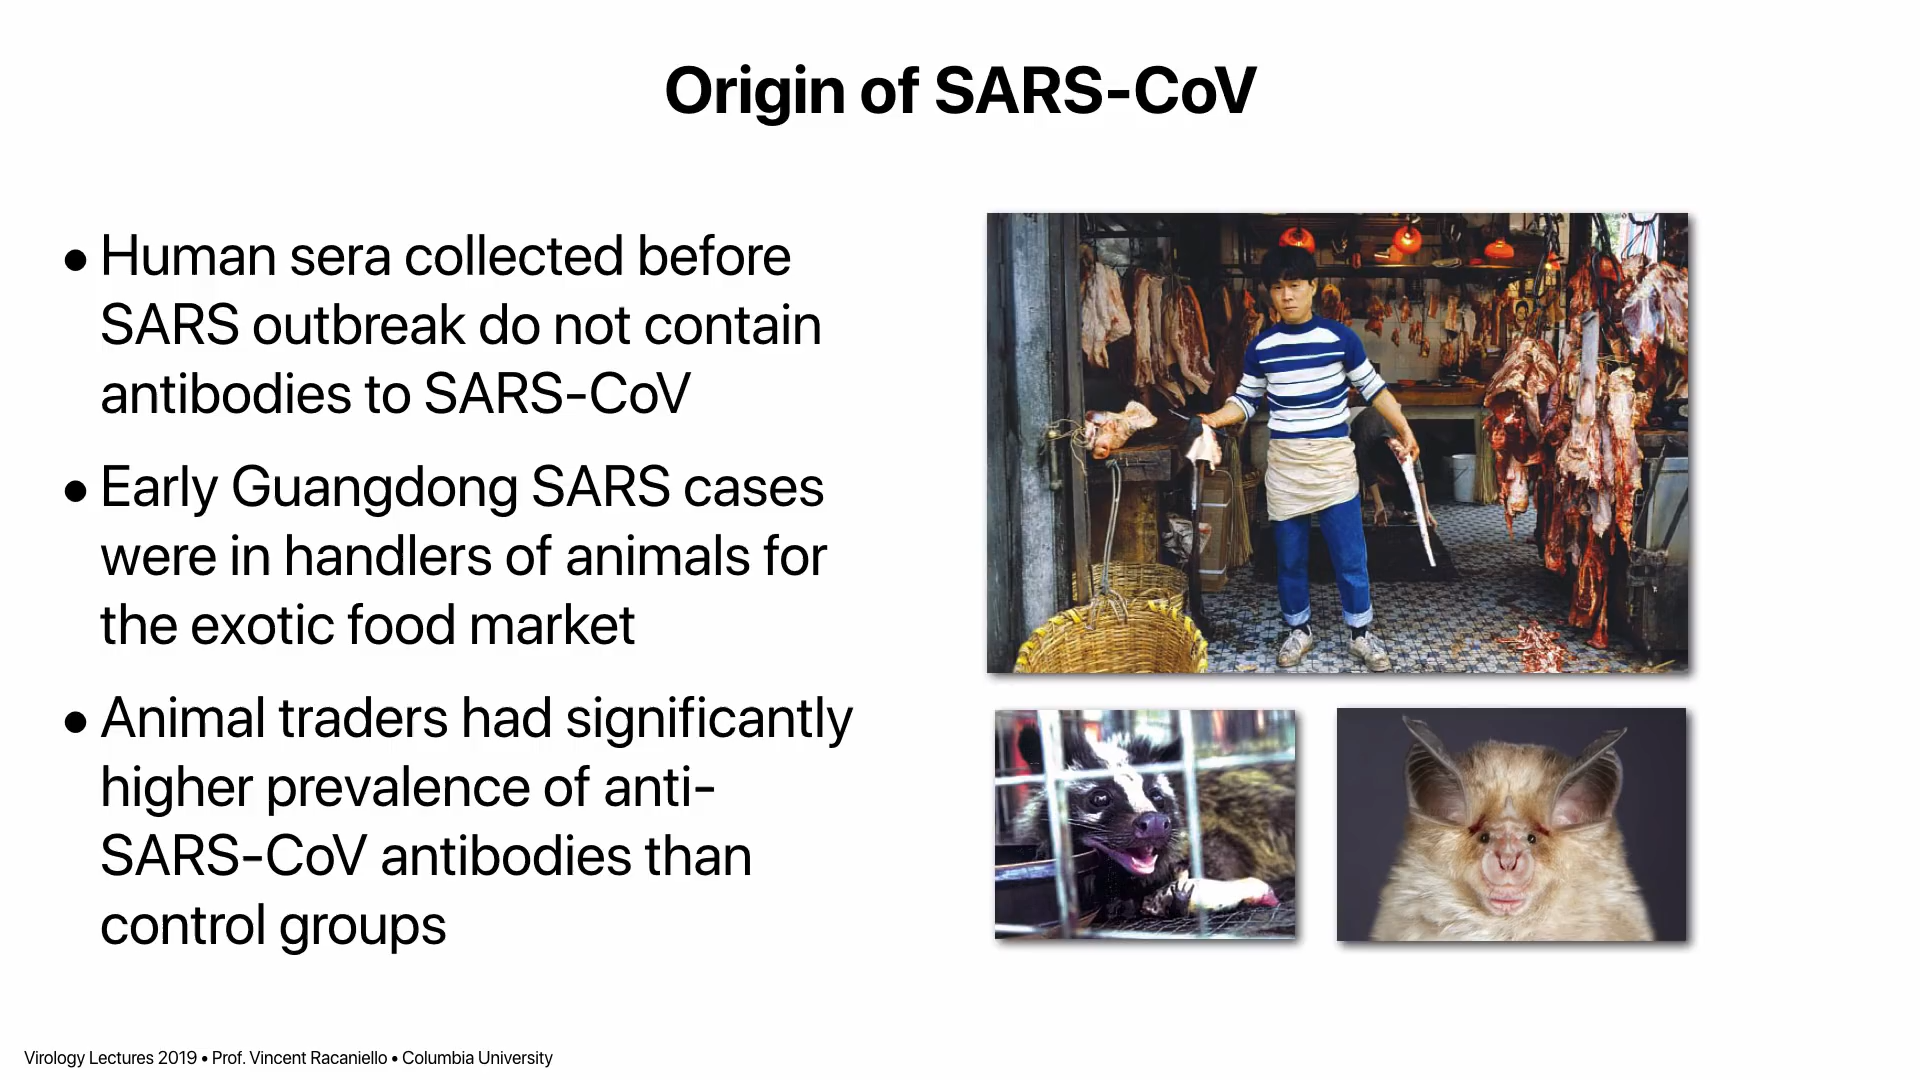 Origin of SARS-CoV
• Human sera collected before
SARS outbreak do not contain
antibodies to SARS-CoV
• Early Guangdong SARS cases
were in handlers of animals for
the exotic food market
• Animal traders had significantly
higher prevalence of anti-
SARS-CoV antibodies than
control groups
Virology Lectures 2019 • Prof. Vincent Racaniello • Columbia University